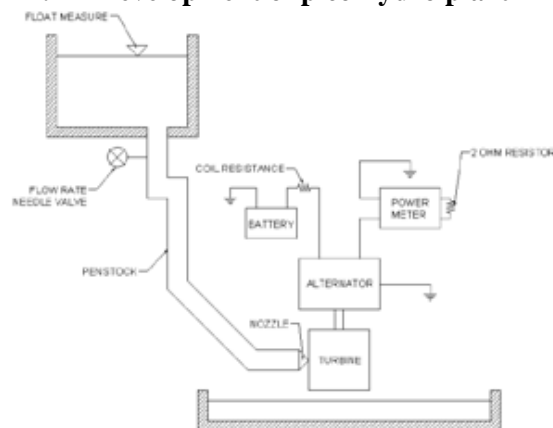 FLOAT MEASURE
FLOW RATE
NEEDLE VALVE
PENSTOCK
COIL RESISTANCE
BATTERY
2 OHM RESISTOR
POWER
METER
ALTERNATOR
NOZZLE
TURBINE